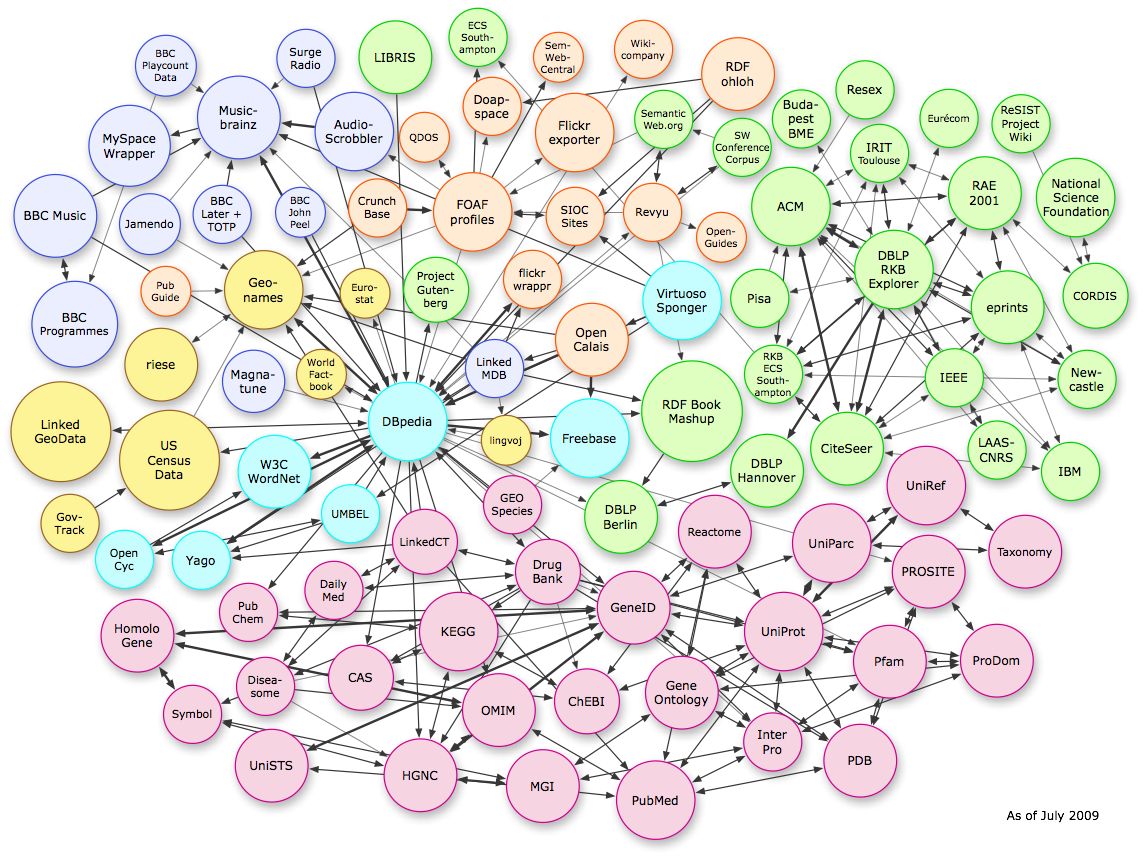 BBC
Playcount
Data
Surge
Radio
LIBRIS
ECS
South-
ampton
Sem-
Web-
Central
Wiki-
company
RDF
ohloh
Music-
brainz
MySpace
Wrapper
Audio-
Scrobbler
QDOS
Doap-
space
Flickr
exporter
Semantic
Web.org
SW
Conference
Corpus
Buda-
pest
BME
Resex
IRIT
Toulouse
Eurécom
ReSIST
Project
Wiki
BBC Music
Jamendo
BBC
Later +
TOTP
BBC
John
Peel
Crunch
Base
FOAF
profiles
SIOC
Sites
Revyu
Open-
Guides
ACM
RAE
2001
National
Science
Foundation
BBC
Programmes
Pub
Guide
Geo-
names
Euro-
stat
Project
Guten-
berg
flickr
wrappr
Virtuoso
Sponger
Pisa
DBLP
RKB
Explorer
eprints
CORDIS
riese
Magna-
tune
World
Fact-
book
Linked
MDB
Open
Calais
RKB
ECS
South-
ampton
IEEE
New-
castle
Linked
GeoData
US
Census
Data
W3C
WordNet
DBpedia
lingvoj
Freebase
RDF Book
Mashup
DBLP
Hannover
CiteSeer
LAAS-
CNRS
IBM
Gov-
Track
Open
Cyc
Yago
UMBEL
GEO
Species
DBLP
Berlin
Reactome
UniParc
UniRef
Taxonomy
LinkedCT
Drug
Bank
Daily
Med
Pub
Chem
PROSITE
Homolo
Gene
KEGG
GeneID
UniProt
Pfam
ProDom
Disea-
some
CAS
ChEBI
Gene
Ontology
Symbol
OMIM
Inter
Pro
UniSTS
HGNC
MGI
PubMed
PDB
As of July 2009